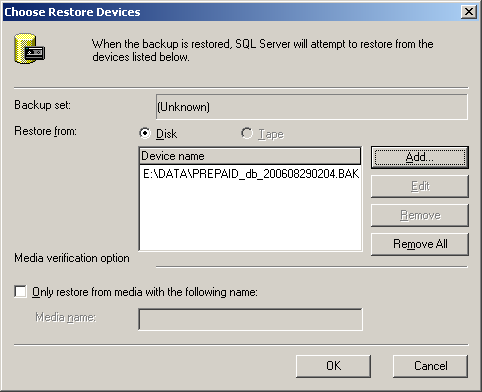 Choose Restore Devices
When the backup is restored, SQL Server will attempt to restore from the
devices listed below.
Backup set: (Unknown)
Restore from: Disk Tape
Device name
E:\DATA\PREPAID_db_200608290204.BAK
Add...
Edit
Remove
Remove All
Media verification option
Only restore from media with the following name:
Media name:
OK Cancel